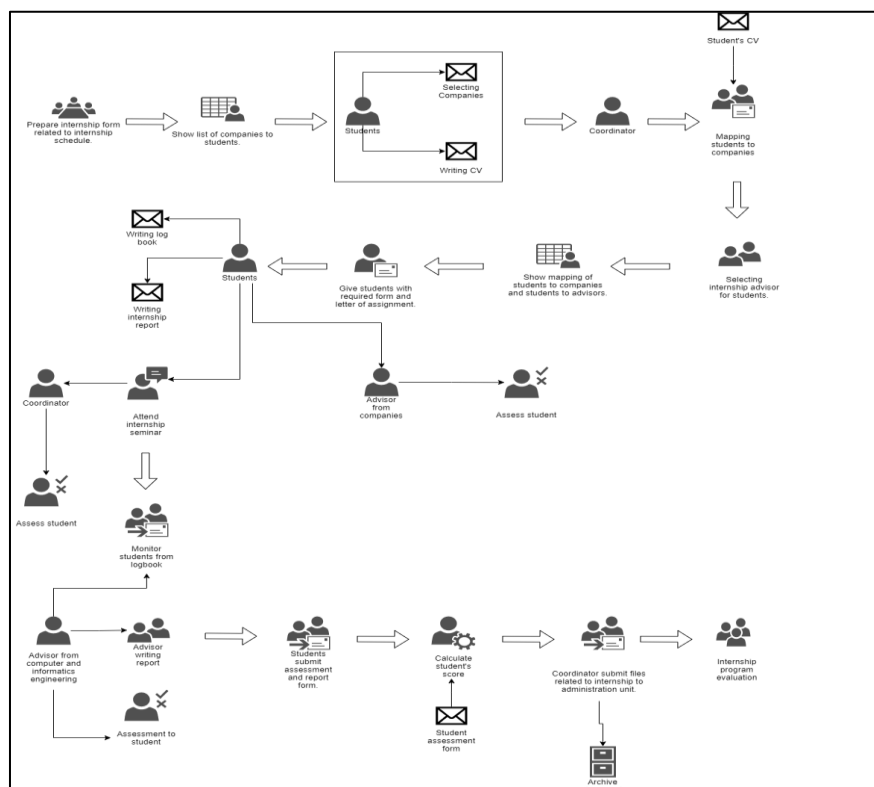 Student's CV
Prepare internship form
related to internship
schedule.
Show list of companies to
students.
Students
Selecting
Companies
Writing CV
Coordinator
Mapping
students to
companies
Writing log
book
Students
Writing
internship
report
Give students with
required form and
letter of assignment.
Show mapping of
students to companies
and students to advisors.
Selecting
internship advisor
for students.
Coordinator
Attend
internship
seminar
Advisor
from
companies
Assess student
Assess student
Monitor
students from
logbook
Advisor from
computer and
informatics
engineering
Advisor
writing
report
Students
submit
assessment
and report
form.
Calculate
student's
score
Coordinator submit files
related to internship to
administration unit.
Internship
program
evaluation
Assessment to
student
Student
assessment
form
Archive